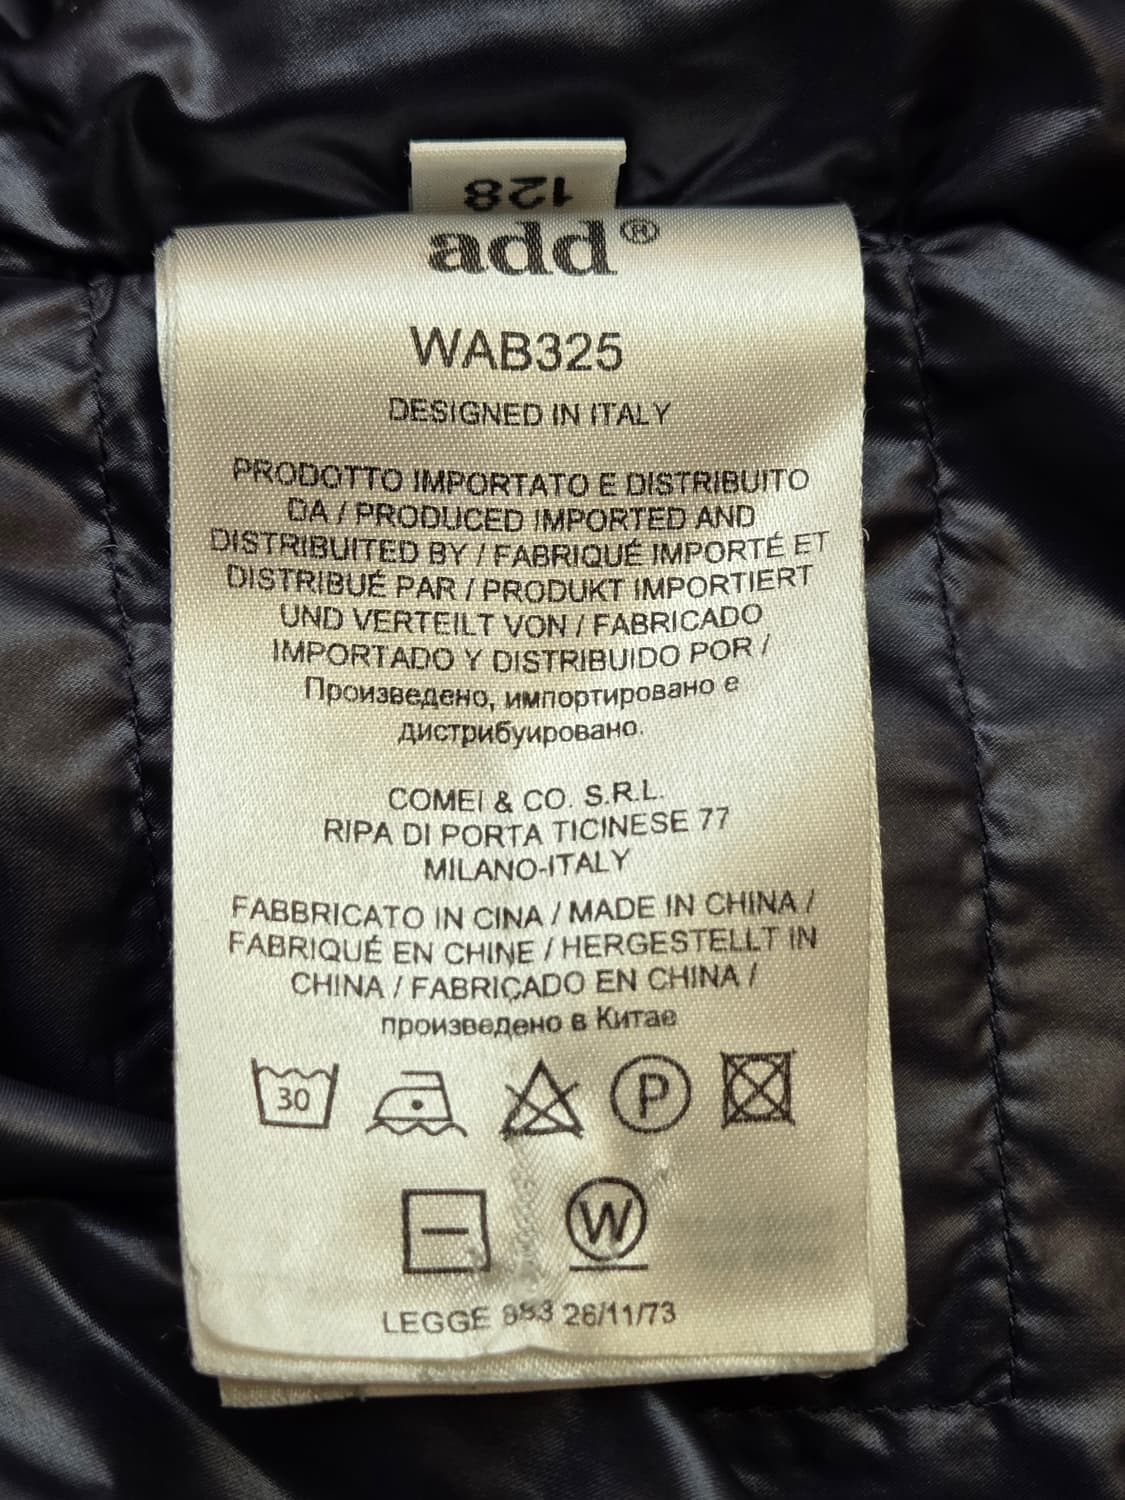 128
add®
WAB325
DESIGNED IN ITALY
PRODOTTO IMPORTATO E DISTRIBUITO
DA / PRODUCED IMPORTED AND
DISTRIBUITED BY / FABRIQUÉ IMPORTÉ ET
DISTRIBUÉ PAR / PRODUKT IMPORTIERT
UND VERTEILT VON / FABRICADO
IMPORTADO Y DISTRIBUIDO POR /
Произведено, импортировано е
дистрибуировано.
COMEI & CO. S.R.L.
RIPA DI PORTA TICINESE 77
MILANO-ITALY
FABBRICATO IN CINA / MADE IN CHINA /
FABRIQUÉ EN CHINE / HERGESTELLT IN
CHINA / FABRIÇADO EN CHINA /
произведено в Китае
30 P
W
LEGGE 883 26/11/73